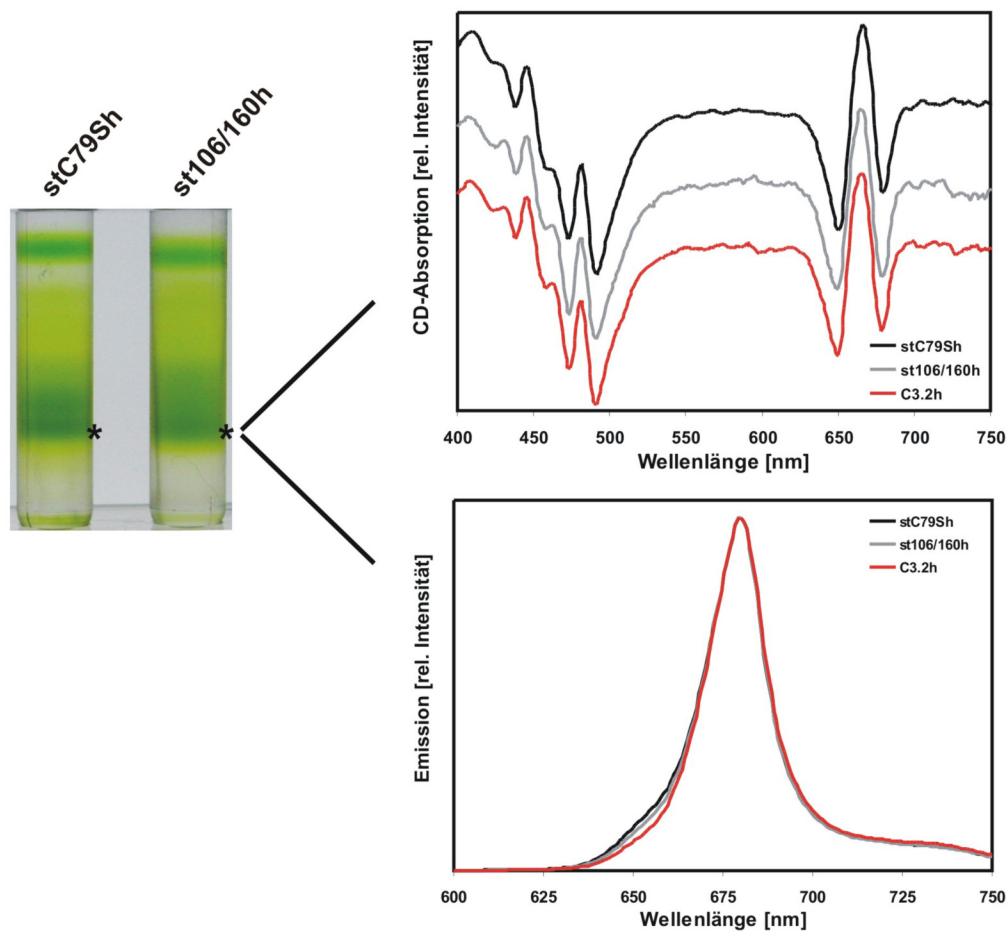 stC79Sh
st106/160h
*
*
CD-Absorption [rel. Intensität]
stC79Sh
st106/160h
C3.2h
400 450 500 550 600 650 700 750
Wellenlänge [nm]
Emission [rel. Intensität]
stC79Sh
st106/160h
C3.2h
600 625 650 675 700 725 750
Wellenlänge [nm]